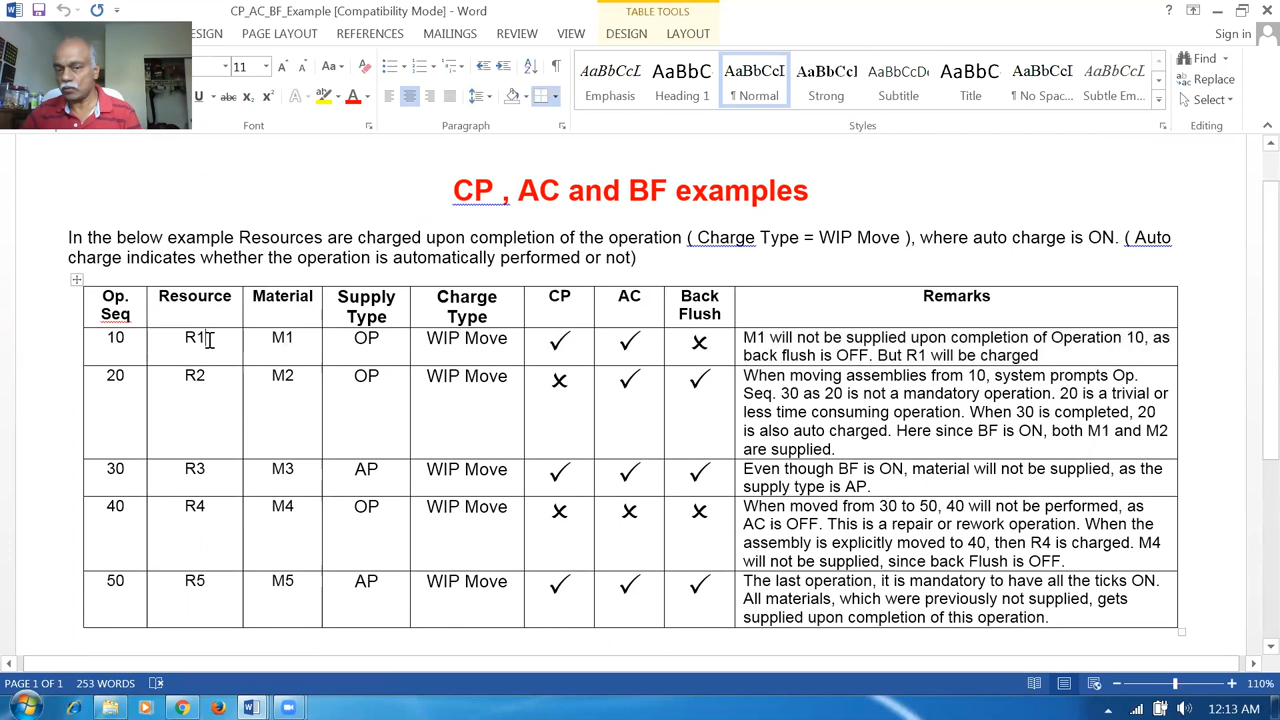 CP_AC_BF_Example [Compatibility Mode] - Word
TABLE TOOLS
Sign in
DESIGN PAGE LAYOUT REFERENCES MAILINGS REVIEW VIEW DESIGN LAYOUT
11
Aa
A
U abc X₂ X² A A
AaBbCcL AaBbC AaBbCcI AaBbCcI AaBbCcI AaBbC AaBbCcI AaBbCcI
Emphasis Heading 1 ¶ Normal Strong Subtitle Title ¶ No Spac... Subtle Em...
Find
Replace
Select
Font Paragraph Styles Editing
CP , AC and BF examples
In the below example Resources are charged upon completion of the operation ( Charge Type = WIP Move ), where auto charge is ON. ( Auto
charge indicates whether the operation is automatically performed or not)
Op. Seq Resource Material Supply Type Charge Type CP AC Back Flush Remarks
10 R1 M1 OP WIP Move ✓ ✓ ✗ M1 will not be supplied upon completion of Operation 10, as
back flush is OFF. But R1 will be charged
20 R2 M2 OP WIP Move ✗ ✓ ✓ When moving assemblies from 10, system prompts Op.
Seq. 30 as 20 is not a mandatory operation. 20 is a trivial or
less time consuming operation. When 30 is completed, 20
is also auto charged. Here since BF is ON, both M1 and M2
are supplied.
30 R3 M3 AP WIP Move ✓ ✓ ✓ Even though BF is ON, material will not be supplied, as the
supply type is AP.
40 R4 M4 OP WIP Move ✗ ✗ ✗ When moved from 30 to 50, 40 will not be performed, as
AC is OFF. This is a repair or rework operation. When the
assembly is explicitly moved to 40, then R4 is charged. M4
will not be supplied, since back Flush is OFF.
50 R5 M5 AP WIP Move ✓ ✓ ✓ The last operation, it is mandatory to have all the ticks ON.
All materials, which were previously not supplied, gets
supplied upon completion of this operation.
PAGE 1 OF 1 253 WORDS 110%
12:13 AM